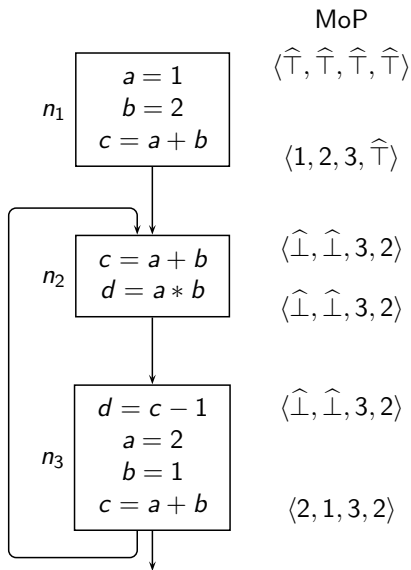 MoP
⟨⊤̂, ⊤̂, ⊤̂, ⊤̂⟩
n₁
a = 1
b = 2
c = a + b
⟨1, 2, 3, ⊤̂⟩
n₂
c = a + b
d = a ∗ b
⟨⊥̂, ⊥̂, 3, 2⟩
⟨⊥̂, ⊥̂, 3, 2⟩
n₃
d = c − 1
a = 2
b = 1
c = a + b
⟨⊥̂, ⊥̂, 3, 2⟩
⟨2, 1, 3, 2⟩